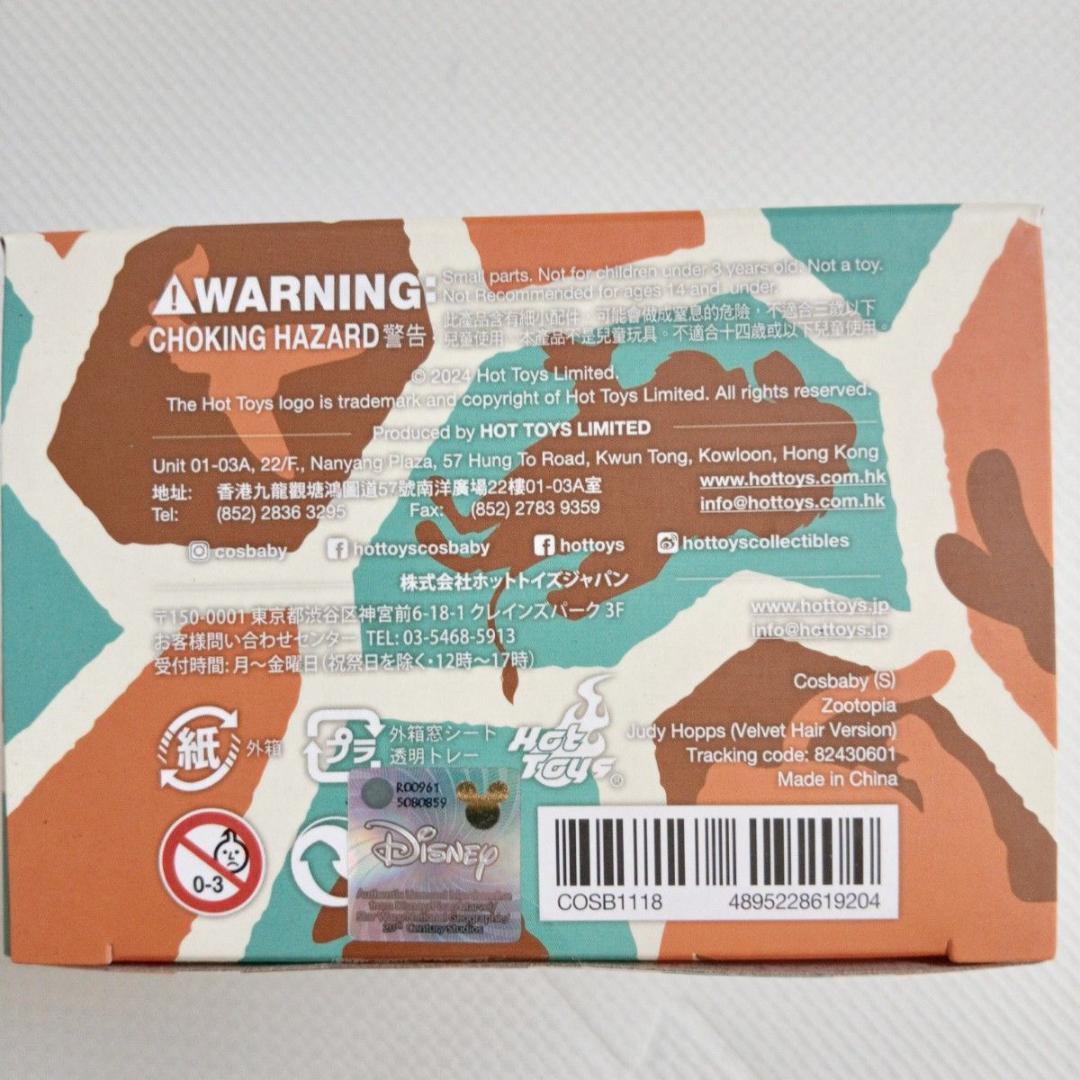 WARNING:
CHOKING HAZARD 警告:
Small parts. Not for children under 3 years old. Not a toy.
Not Recommended for ages 14 and under.
此產品含有細小配件，可能會做成窒息的危險，不適合三歲以下
兒童使用。本產品不是兒童玩具。不適合十四歲或以下兒童使用。
© 2024 Hot Toys Limited.
The Hot Toys logo is trademark and copyright of Hot Toys Limited. All rights reserved.
Produced by HOT TOYS LIMITED
Unit 01-03A, 22/F., Nanyang Plaza, 57 Hung To Road, Kwun Tong, Kowloon, Hong Kong
地址: 香港九龍觀塘鴻圖道57號南洋廣場22樓01-03A室
www.hottoys.com.hk
Tel: (852) 2836 3295 Fax: (852) 2783 9359
info@hottoys.com.hk
cosbaby hottoyscosbaby hottoys hottoyscollectibles
株式会社ホットトイズジャパン
〒150-0001 東京都渋谷区神宮前6-18-1 クレインズパーク 3F
www.hottoys.jp
お客様問い合わせセンター TEL: 03-5468-5913
info@hottoys.jp
受付時間: 月〜金曜日（祝祭日を除く・12時〜17時）
Cosbaby (S)
Zootopia
Judy Hopps (Velvet Hair Version)
Tracking code: 82430601
Made in China
紙 外箱
プラ 外箱窓シート
透明トレー
Hot Toys ®
R00961
5080859
Disney
Authentic Licensed
20th Century Studios
0-3
COSB1118 4895228619204